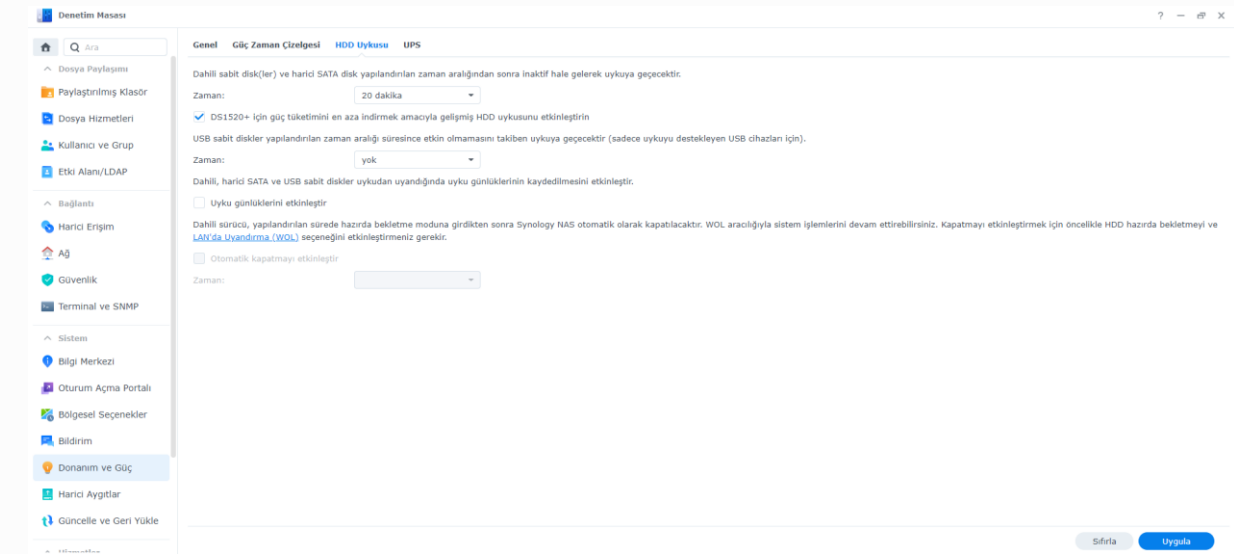 Denetim Masası
Ara
Dosya Paylaşımı
Paylaştırılmış Klasör
Dosya Hizmetleri
Kullanıcı ve Grup
Etki Alanı/LDAP
Bağlantı
Harici Erişim
Ağ
Güvenlik
Terminal ve SNMP
Sistem
Bilgi Merkezi
Oturum Açma Portalı
Bölgesel Seçenekler
Bildirim
Donanım ve Güç
Harici Aygıtlar
Güncelle ve Geri Yükle
Genel Güç Zaman Çizelgesi HDD Uykusu UPS
Dahili sabit disk(ler) ve harici SATA disk yapılandırılan zaman aralığından sonra inaktif hale gelerek uykuya geçecektir.
Zaman: 20 dakika
DS1520+ için güç tüketimini en aza indirmek amacıyla gelişmiş HDD uykusunu etkinleştirin
USB sabit diskler yapılandırılan zaman aralığı süresince etkin olmamasını takiben uykuya geçecektir (sadece uykuyu destekleyen USB cihazları için).
Zaman: yok
Dahili, harici SATA ve USB sabit diskler uykudan uyandığında uyku günlüklerinin kaydedilmesini etkinleştir.
Uyku günlüklerini etkinleştir
Dahili sürücü, yapılandırılan sürede hazırda bekletme moduna girdikten sonra Synology NAS otomatik olarak kapatılacaktır. WOL aracılığıyla sistem işlemlerini devam ettirebilirsiniz. Kapatmayı etkinleştirmek için öncelikle HDD hazırda bekletmeyi ve
LAN'da Uyandırma (WOL) seçeneğini etkinleştirmeniz gerekir.
Otomatik kapatmayı etkinleştir
Zaman:
Sıfırla Uygula